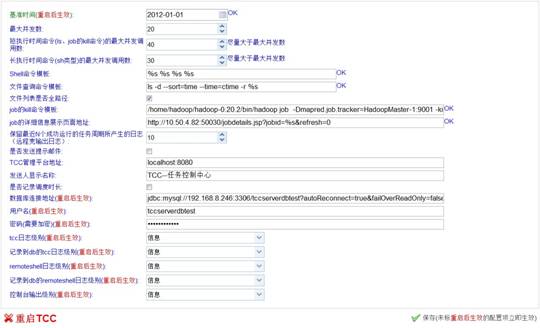 基准时间(重启后生效): 2012-01-01 OK
最大并发数: 20
短执行时间命令(ls、job的kill命令)的最大并发调用数: 40 尽量大于最大并发数
长执行时间命令(sh类型)的最大并发调用数: 30 尽量大于最大并发数
Shell命令模板: %s %s %s %s OK
文件查询命令模板: ls -d --sort=time --time=ctime -r %s OK
文件列表是否全路径:
job的kill命令模板: /home/hadoop/hadoop-0.20.2/bin/hadoop job -Dmapred.job.tracker=HadoopMaster-1:9001 -ki OK
job的详细信息展示页面地址: http://10.50.4.82:50030/jobdetails.jsp?jobid=%s&refresh=0 OK
保留最近N个成功运行的任务周期所产生的日志（远程宽输出日志）: 10
是否发送提示邮件:
TCC管理平台地址: localhost 8080
发送人显示名称: TCC--任务控制中心
是否记录调度时长:
数据库连接地址(重启后生效): jdbc:mysql://192.168.8.246:3306/tccserverdbtest?autoReconnect=true&failOverReadOnly=false
用户名(重启后生效): tccserverdbtest
密码(需要加密)(重启后生效): •••••••••••••
tcc日志级别(重启后生效): 信息
记录到db的tcc日志级别(重启后生效): 信息
remoteshell日志级别(重启后生效): 信息
记录到db的remoteshell日志级别(重启后生效): 信息
控制台输出级别(重启后生效): 信息
重启TCC 保存(未标重启后生效的配置项立即生效)